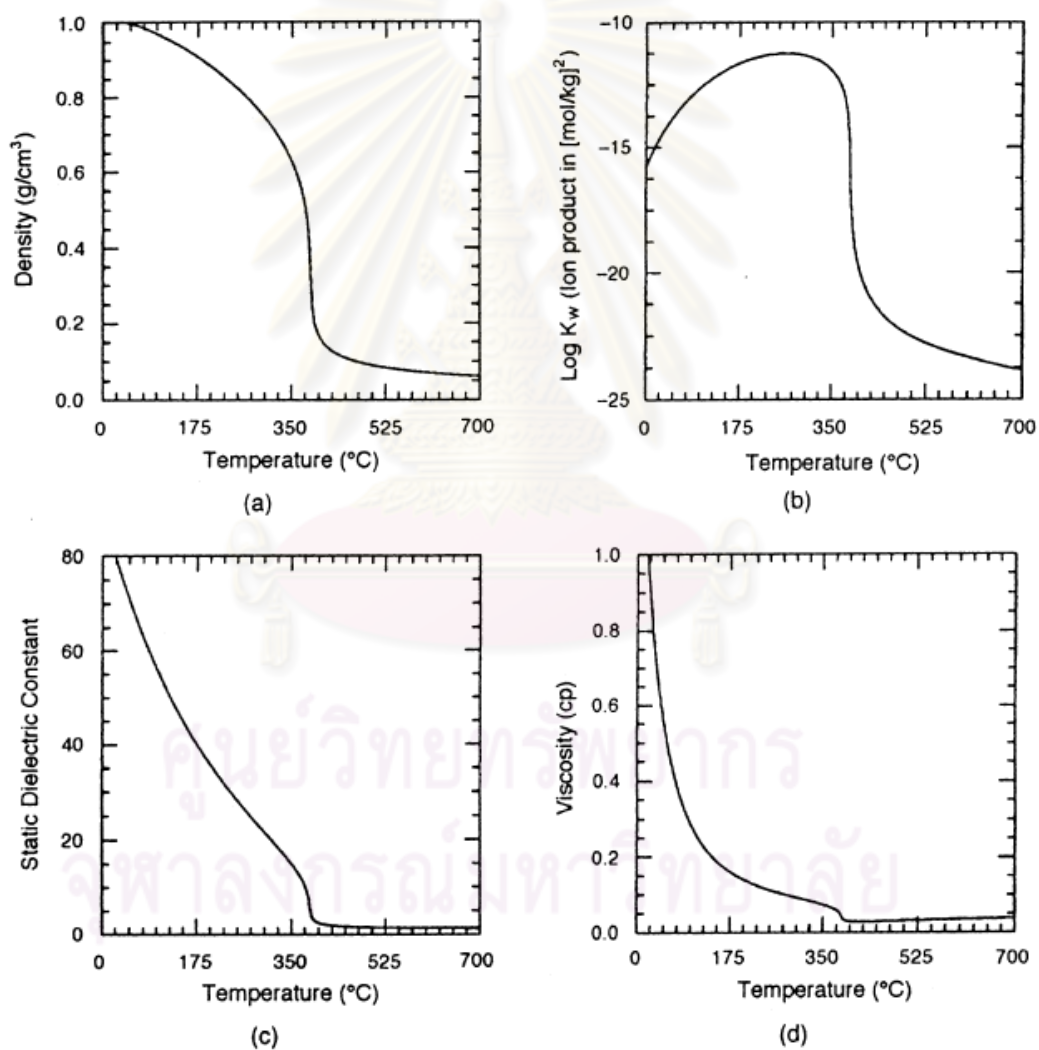 1.0
0.8
0.6
0.4
0.2
0.0
Density (g/cm³)
0 175 350 525 700
Temperature (°C)
(a)
−10
−15
−20
−25
Log Kw (Ion product in [mol/kg]²)
0 175 350 525 700
Temperature (°C)
(b)
80
60
40
20
0
Static Dielectric Constant
0 175 350 525 700
Temperature (°C)
(c)
1.0
0.8
0.6
0.4
0.2
0.0
Viscosity (cp)
0 175 350 525 700
Temperature (°C)
(d)
ศูนย์วิทยทรัพยากร
จุฬาลงกรณ์มหาวิทยาลัย